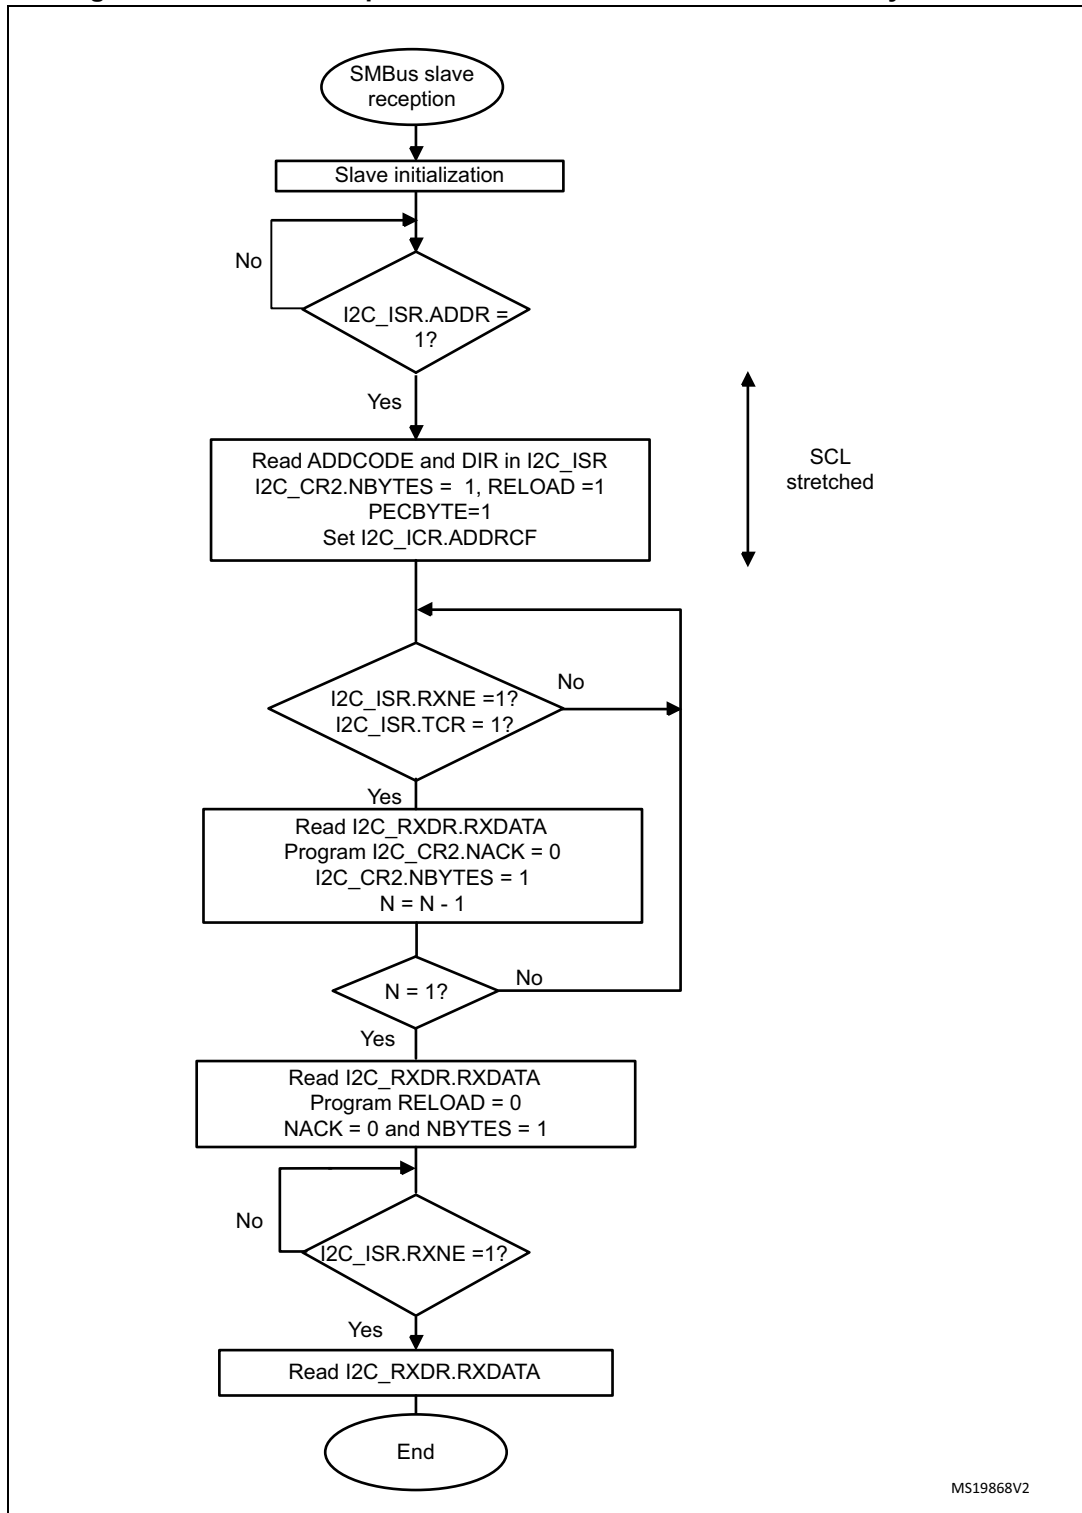 SMBus slave
reception
Slave initialization
No
I2C_ISR.ADDR =
1?
Yes
Read ADDCODE and DIR in I2C_ISR
I2C_CR2.NBYTES = 1, RELOAD =1
PECBYTE=1
Set I2C_ICR.ADDRCF
SCL
stretched
I2C_ISR.RXNE =1?
I2C_ISR.TCR = 1?
No
Yes
Read I2C_RXDR.RXDATA
Program I2C_CR2.NACK = 0
I2C_CR2.NBYTES = 1
N = N - 1
N = 1?
No
Yes
Read I2C_RXDR.RXDATA
Program RELOAD = 0
NACK = 0 and NBYTES = 1
No
I2C_ISR.RXNE =1?
Yes
Read I2C_RXDR.RXDATA
End
MS19868V2